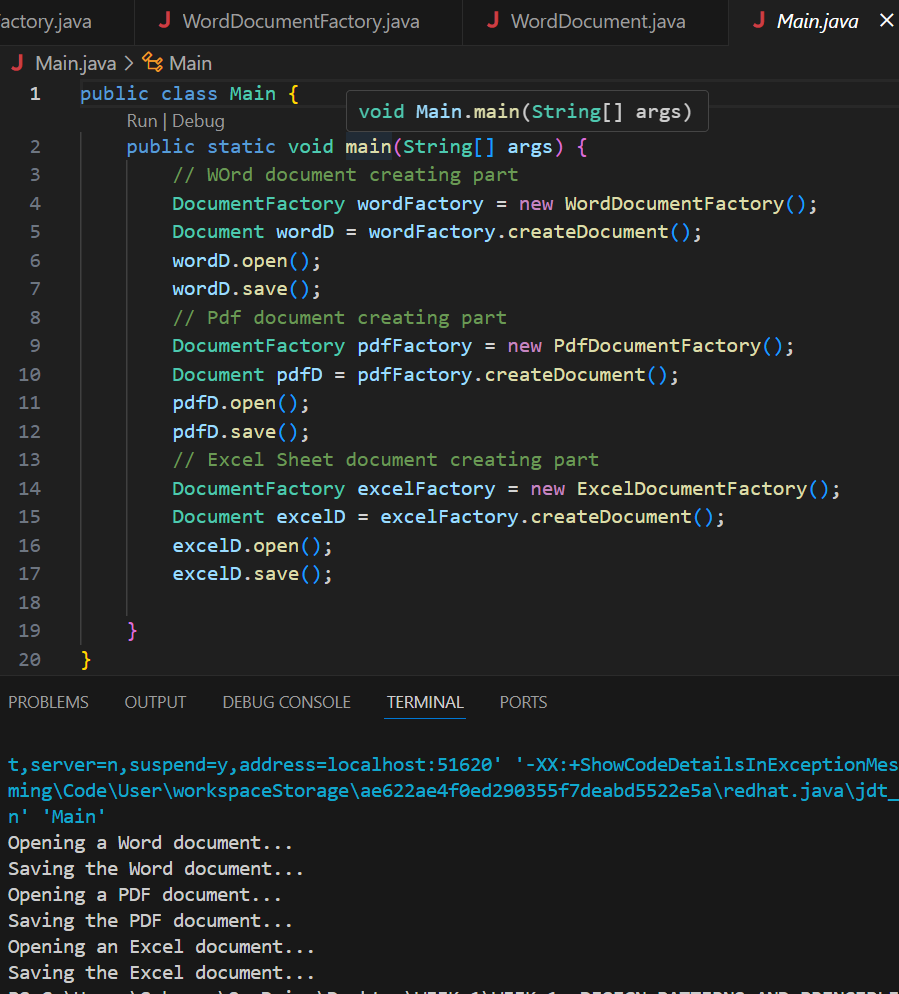 actory.java J WordDocumentFactory.java J WordDocument.java J Main.java ×
J Main.java > Main
1 public class Main {
Run | Debug
void Main.main(String[] args)
2 public static void main(String[] args) {
3 // WOrd document creating part
4 DocumentFactory wordFactory = new WordDocumentFactory();
5 Document wordD = wordFactory.createDocument();
6 wordD.open();
7 wordD.save();
8 // Pdf document creating part
9 DocumentFactory pdfFactory = new PdfDocumentFactory();
10 Document pdfD = pdfFactory.createDocument();
11 pdfD.open();
12 pdfD.save();
13 // Excel Sheet document creating part
14 DocumentFactory excelFactory = new ExcelDocumentFactory();
15 Document excelD = excelFactory.createDocument();
16 excelD.open();
17 excelD.save();
18
19 }
20 }
PROBLEMS OUTPUT DEBUG CONSOLE TERMINAL PORTS
t,server=n,suspend=y,address=localhost:51620' '-XX:+ShowCodeDetailsInExceptionMes
ming\Code\User\workspaceStorage\ae622ae4f0ed290355f7deabd5522e5a\redhat.java\jdt_
n' 'Main'
Opening a Word document...
Saving the Word document...
Opening a PDF document...
Saving the PDF document...
Opening an Excel document...
Saving the Excel document...